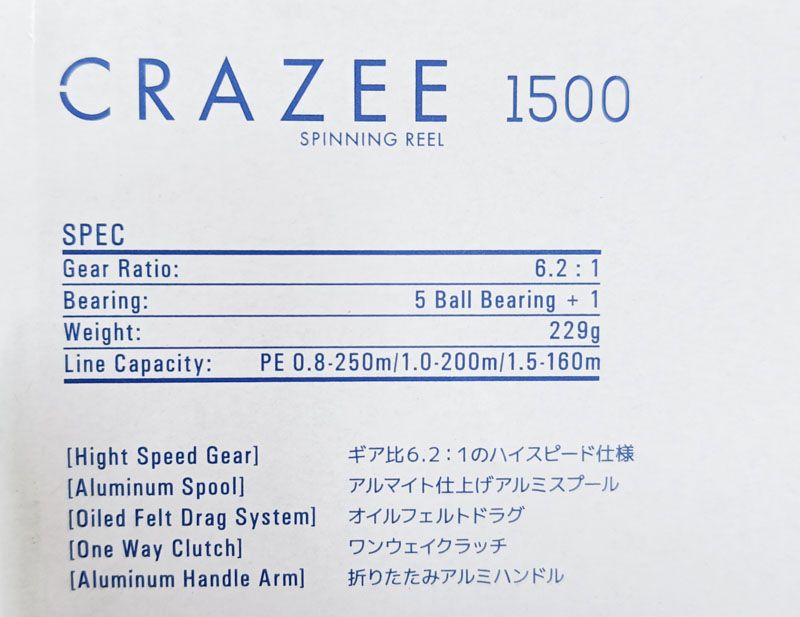 CRAZEE 1500
SPINNING REEL
SPEC
Gear Ratio: 6.2 : 1
Bearing: 5 Ball Bearing + 1
Weight: 229g
Line Capacity: PE 0.8-250m/1.0-200m/1.5-160m
[Hight Speed Gear] ギア比6.2：1のハイスピード仕様
[Aluminum Spool] アルマイト仕上げアルミスプール
[Oiled Felt Drag System] オイルフェルトドラグ
[One Way Clutch] ワンウェイクラッチ
[Aluminum Handle Arm] 折りたたみアルミハンドル